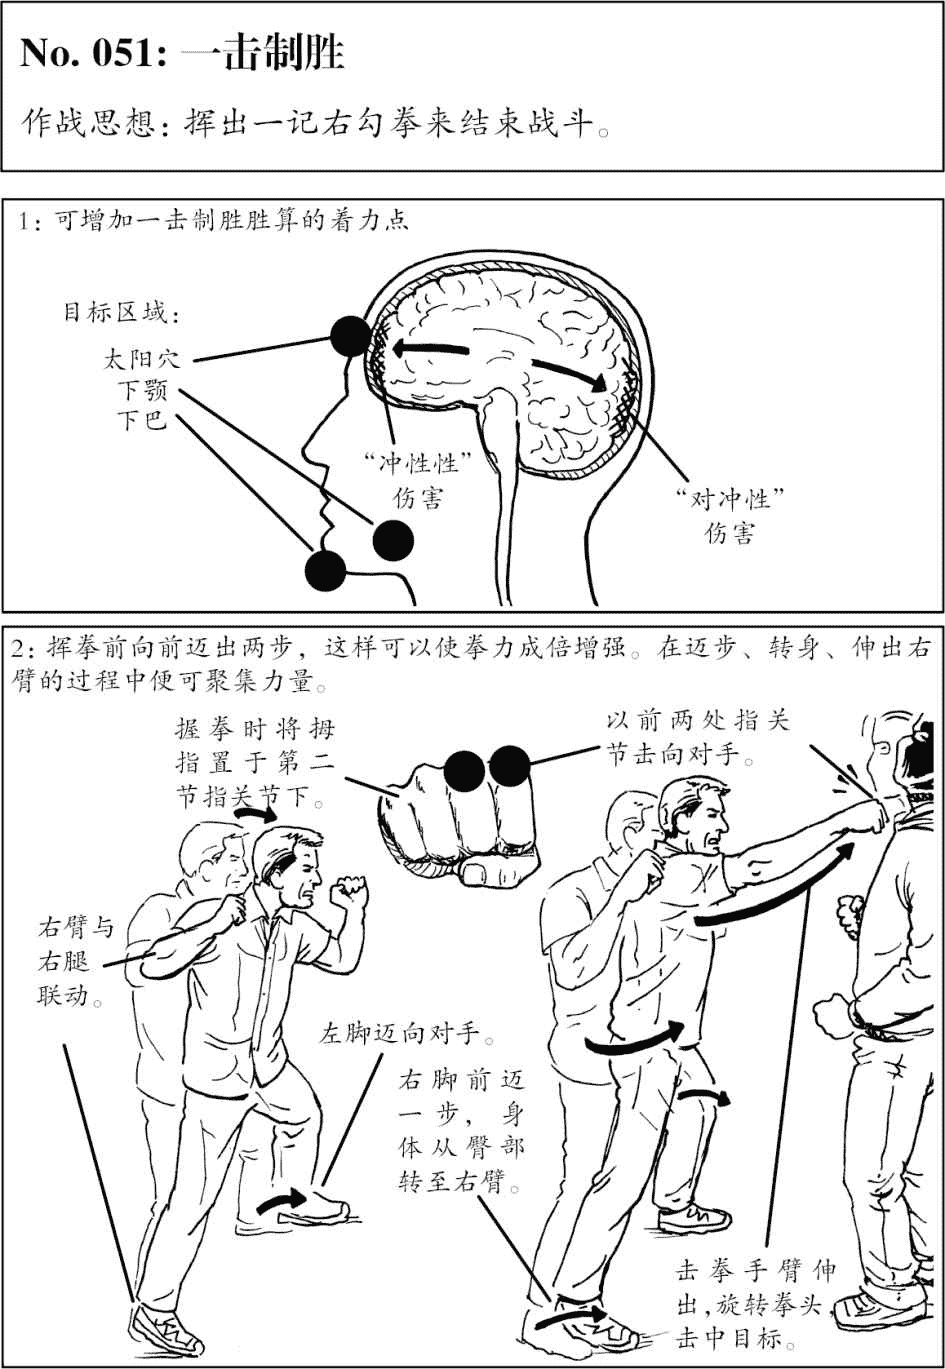 No. 051: 一击制胜
作战思想：挥出一记右勾拳来结束战斗。
1：可增加一击制胜胜算的着力点
目标区域：
太阳穴
下颚
下巴
“冲性性”
伤害
“对冲性”
伤害
2：挥拳前向前迈出两步，这样可以使拳力成倍增强。在迈步、转身、伸出右
臂的过程中便可聚集力量。
握拳时将拇
指置于第二
节指关节下。
以前两处指关
节击向对手。
右臂与
右腿
联动。
左脚迈向对手。
右脚前迈
一步，身
体从臀部
转至右臂。
击拳手臂伸
出，旋转拳头，
击中目标。